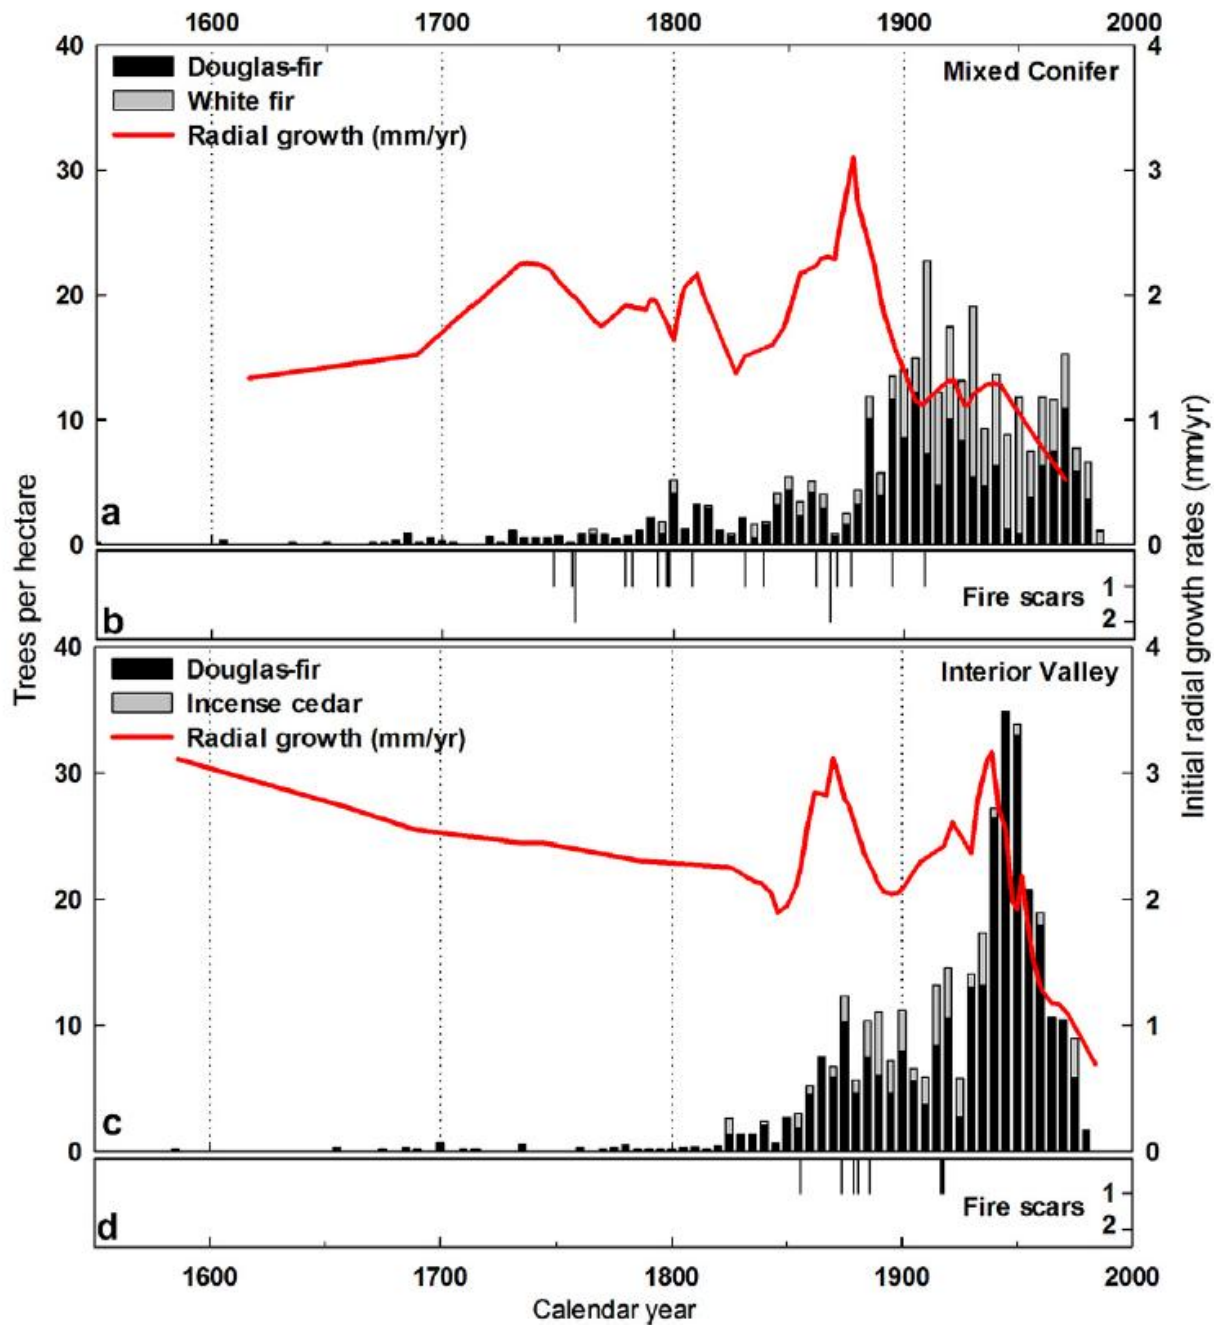 1600 1700 1800 1900 2000
40 4
Douglas-fir Mixed Conifer
White fir
Radial growth (mm/yr)
30 3
20 2
10 1
a
0 0
Fire scars 1
b 2
40 4
Douglas-fir Interior Valley
Incense cedar
Radial growth (mm/yr)
30 3
20 2
10 1
c
0 0
Fire scars 1
d 2
1600 1700 1800 1900 2000
Calendar year
Trees per hectare
Initial radial growth rates (mm/yr)